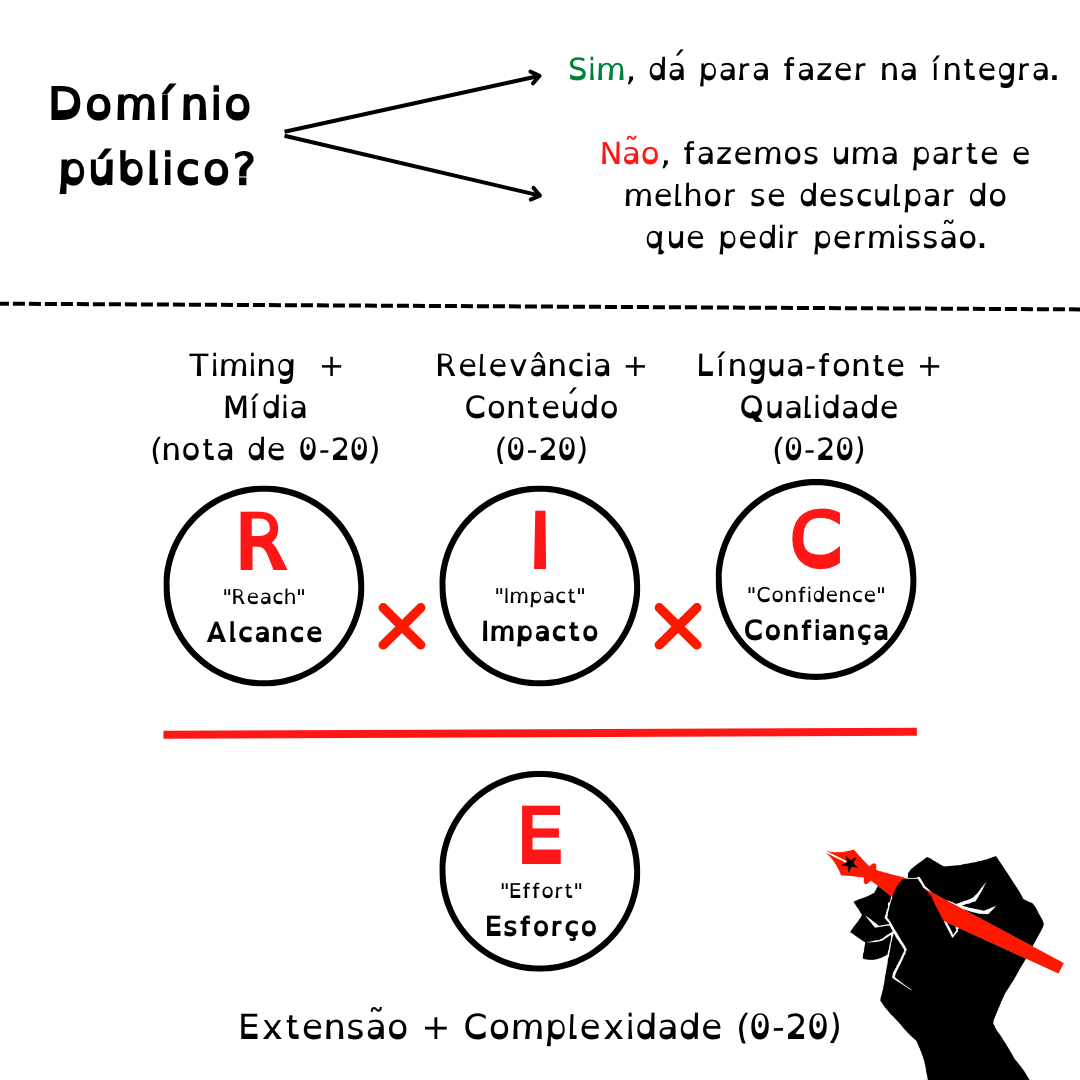 Domínio
público?
Sim, dá para fazer na íntegra.
Não, fazemos uma parte e
melhor se desculpar do
que pedir permissão.
Timing +
Mídia
(nota de 0-20)
Relevância +
Conteúdo
(0-20)
Língua-fonte +
Qualidade
(0-20)
R
"Reach"
Alcance
I
"Impact"
Impacto
C
"Confidence"
Confiança
E
"Effort"
Esforço
Extensão + Complexidade (0-20)